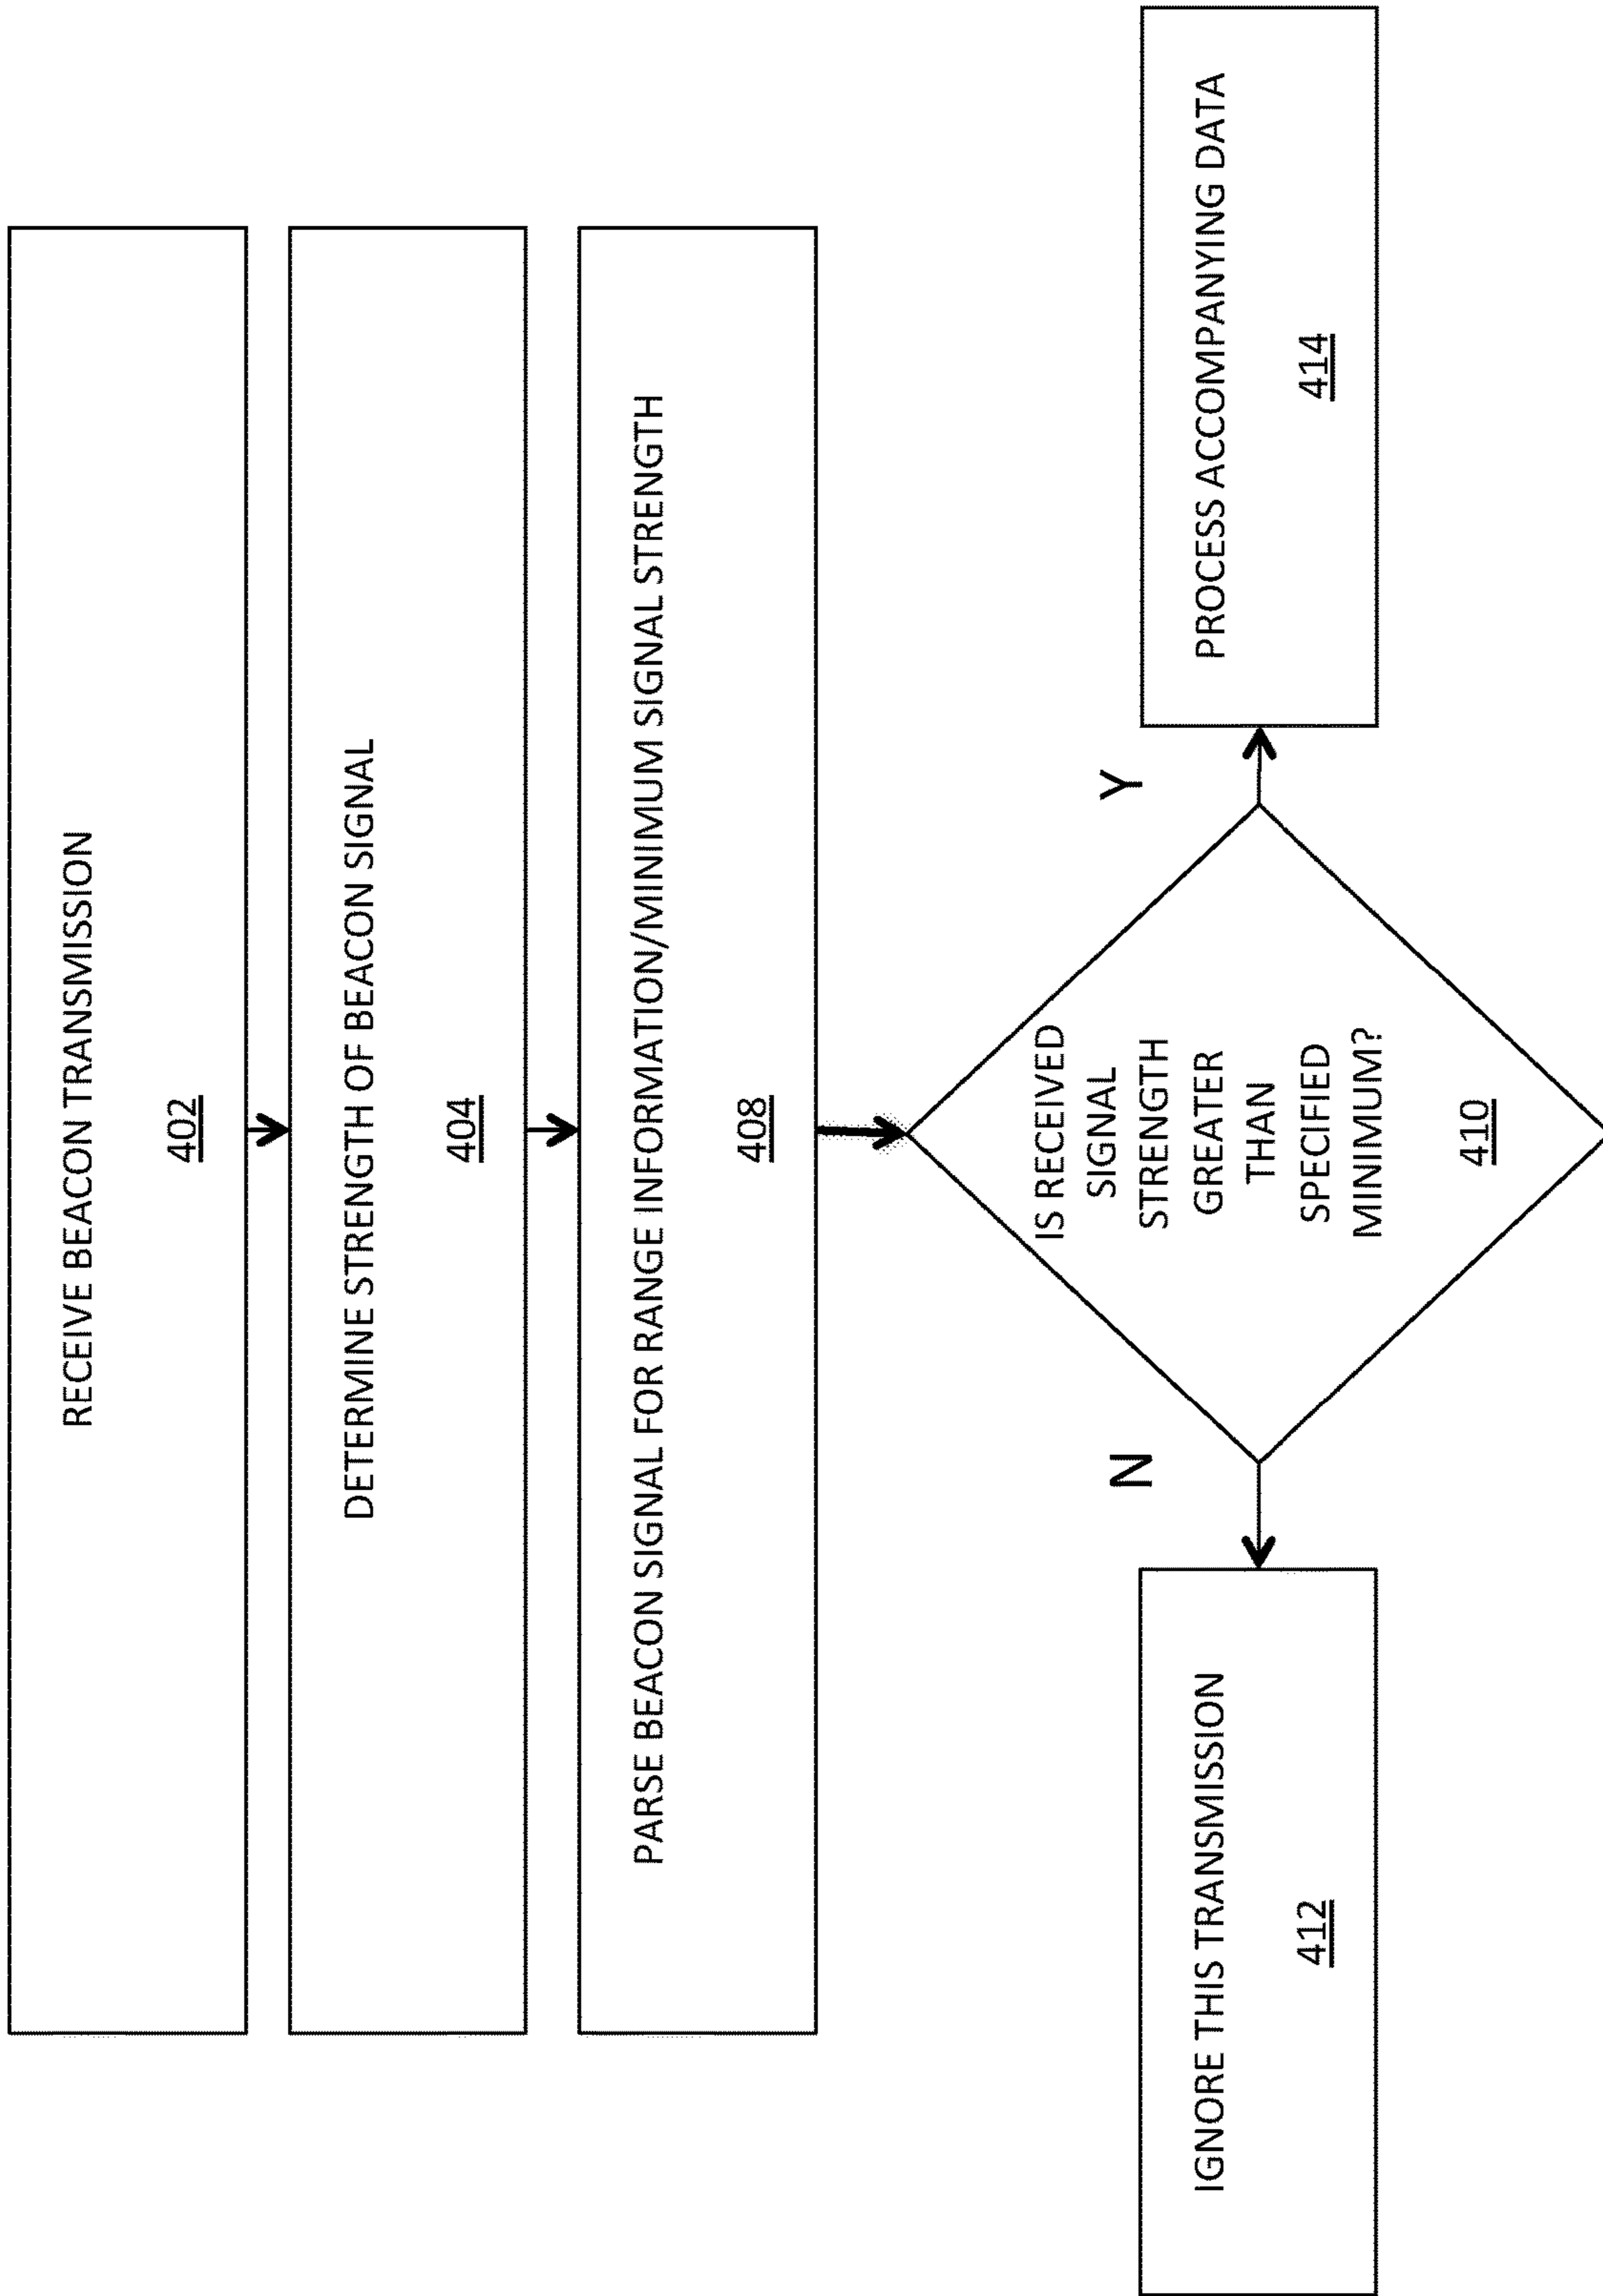 RECEIVE BEACON TRANSMISSION
402
DETERMINE STRENGTH OF BEACON SIGNAL
404
PARSE BEACON SIGNAL FOR RANGE INFORMATION/MINIMUM SIGNAL STRENGTH
408
IS RECEIVED
SIGNAL
STRENGTH
GREATER
THAN
SPECIFIED
MINIMUM?
410
N
Y
IGNORE THIS TRANSMISSION
412
PROCESS ACCOMPANYING DATA
414